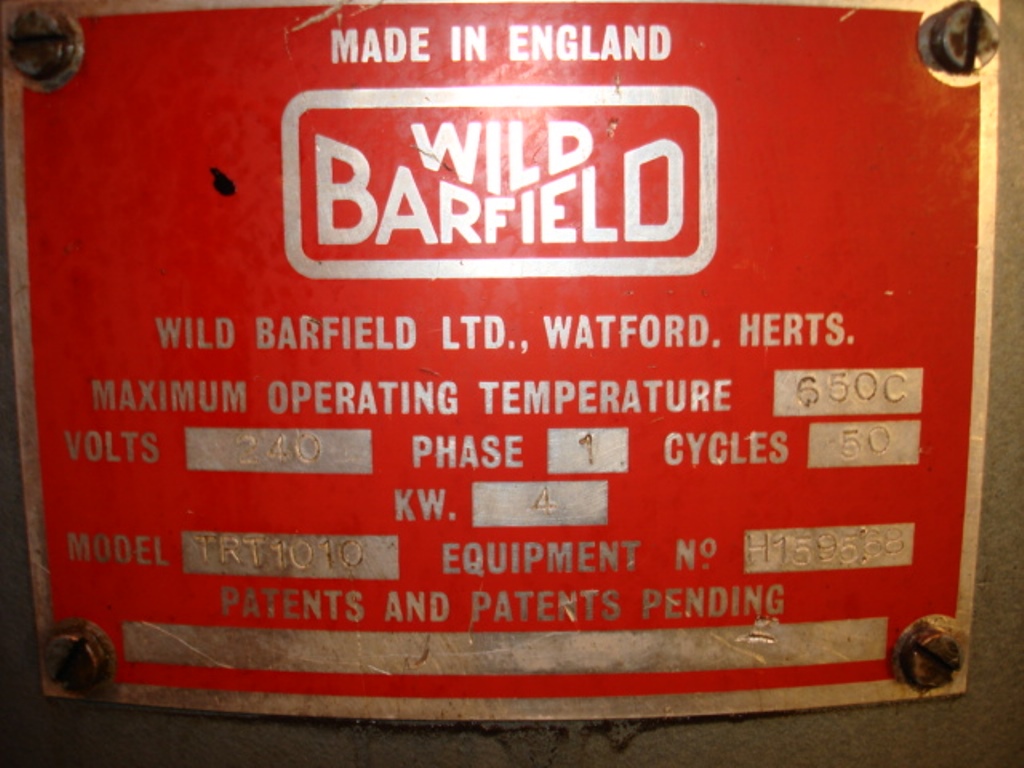 MADE IN ENGLAND
WILD
BARFIELD
WILD BARFIELD LTD., WATFORD. HERTS.
MAXIMUM OPERATING TEMPERATURE 650C
VOLTS 240 PHASE 1 CYCLES 50
KW. 4
MODEL TRT1010 EQUIPMENT Nº H159568
PATENTS AND PATENTS PENDING